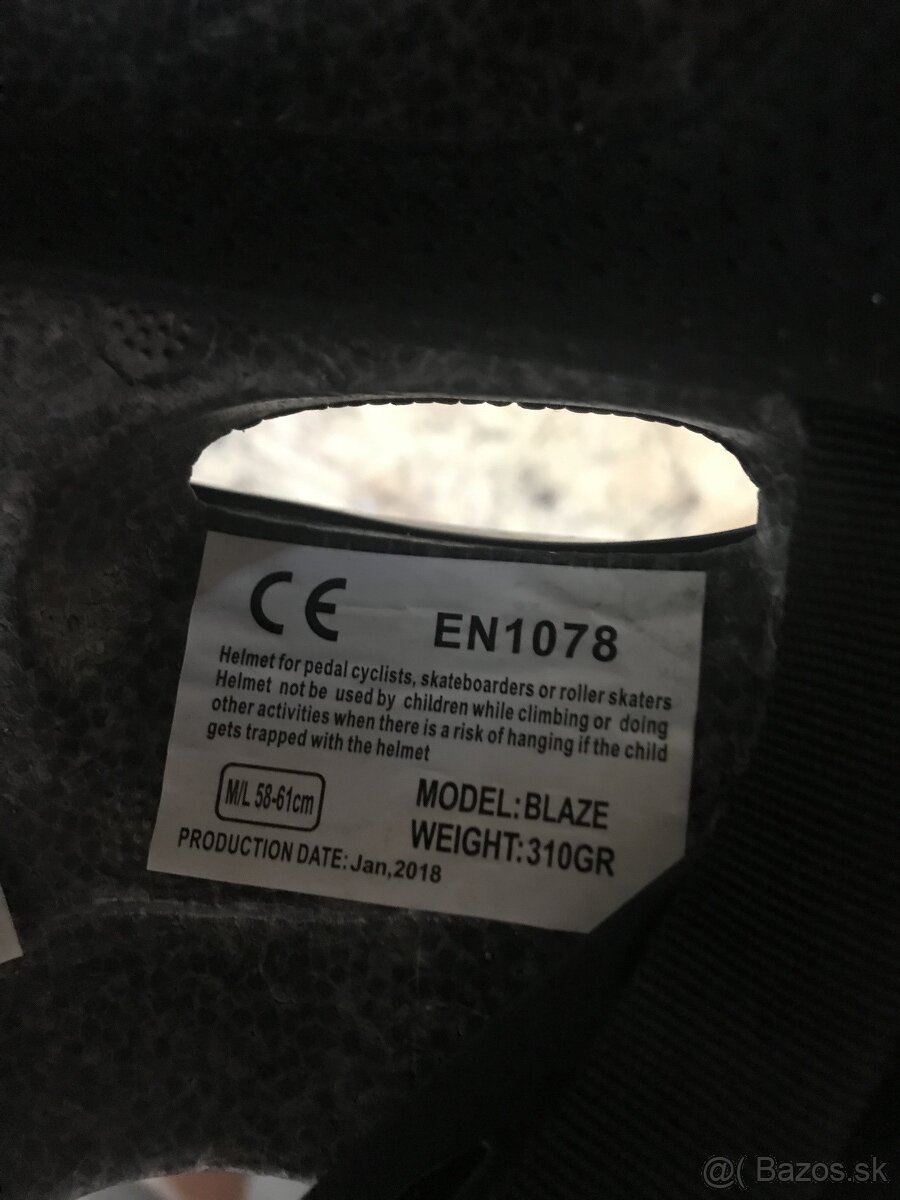 CE EN1078
Helmet for pedal cyclists, skateboarders or roller skaters
Helmet not be used by children while climbing or doing
other activities when there is a risk of hanging if the child
gets trapped with the helmet
M/L 58-61cm
MODEL: BLAZE
WEIGHT: 310GR
PRODUCTION DATE: Jan,2018
@( Bazos.sk